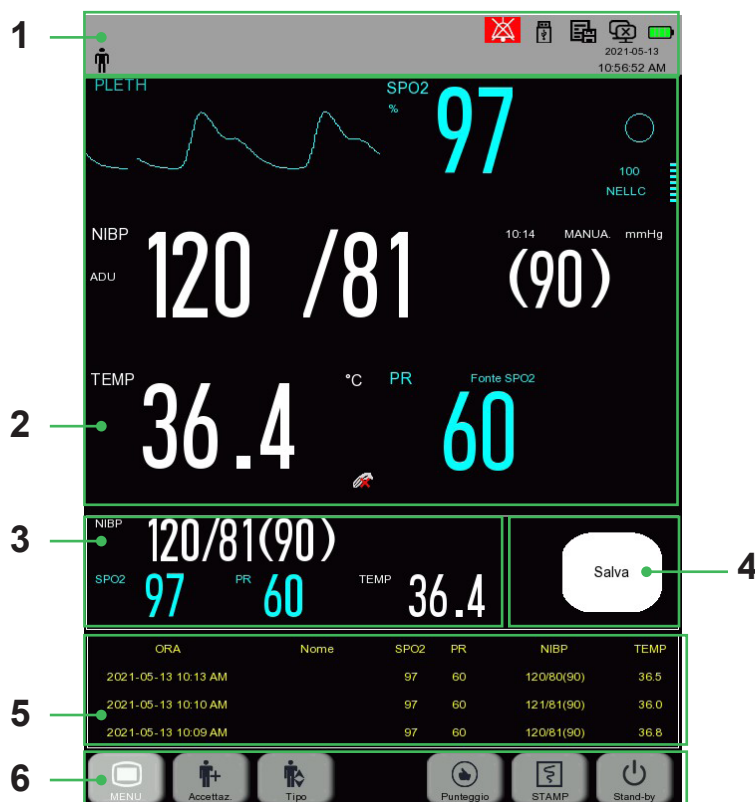 1
2021-05-13
10:56:52 AM
PLETH
SPO2
%
97
100
NELLC
NIBP
ADU
120 /81
10:14 MANUA. mmHg
(90)
TEMP
°C
36.4
PR
Fonte SPO2
60
2
3
NIBP
120/81(90)
SPO2
97
PR
60
TEMP
36.4
Salva
4
ORA Nome SPO2 PR NIBP TEMP
2021-05-13 10:13 AM 97 60 120/80(90) 36.5
2021-05-13 10:10 AM 97 60 121/81(90) 36.0
2021-05-13 10:09 AM 97 60 120/81(90) 36.8
5
6
MENU Accettaz. Tipo Punteggio STAMP Stand-by